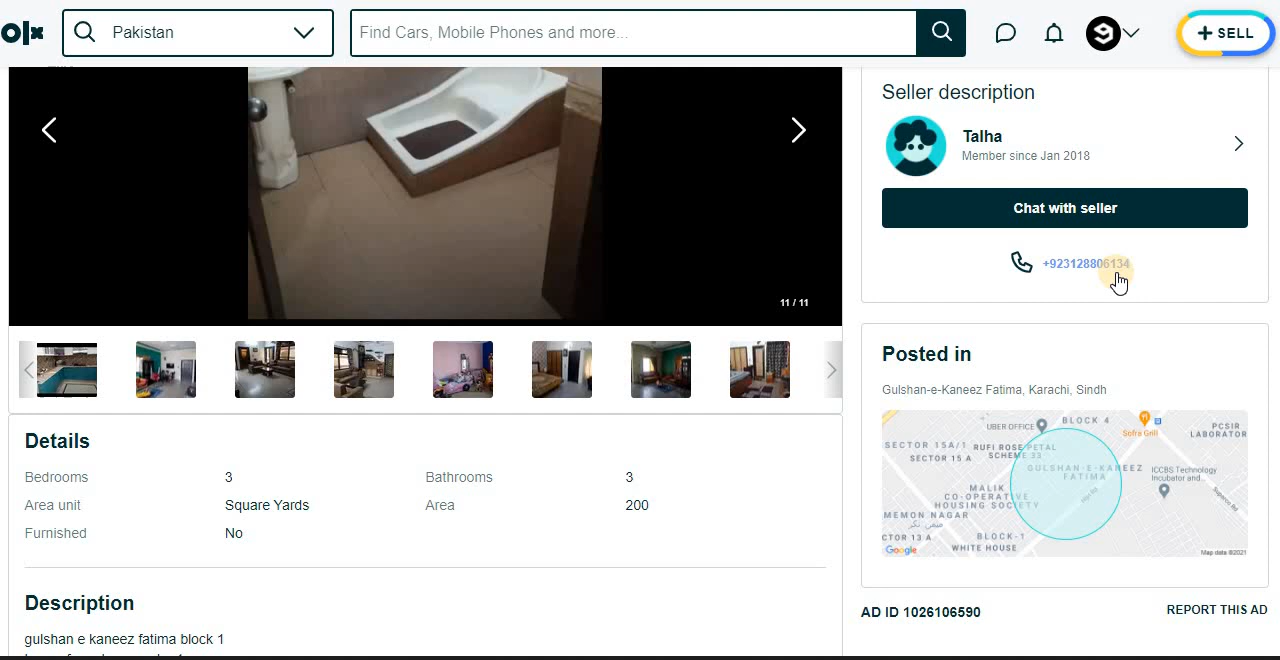 olx
Pakistan
Find Cars, Mobile Phones and more...
+ SELL
11 / 11
Seller description
Talha
Member since Jan 2018
Chat with seller
+923128806134
Posted in
Gulshan-e-Kaneez Fatima, Karachi, Sindh
UBER OFFICE
BLOCK 4
Sofra Grill
PCSIR
LABORATOR
SECTOR 15A/1
RUFI ROSE PETAL
SCHEME 33
SECTOR 15 A
GULSHAN-E-KANEEZ
FATIMA
ICCBS Technology
Incubator and...
MALIK
CO-OPERATIVE
HOUSING SOCIETY
MEMON NAGAR
میمن نگر
CTOR 13 A
BLOCK-1
WHITE HOUSE
Google
Map data ©2021
AD ID 1026106590
REPORT THIS AD
Details
Bedrooms 3 Bathrooms 3
Area unit Square Yards Area 200
Furnished No
Description
gulshan e kaneez fatima block 1